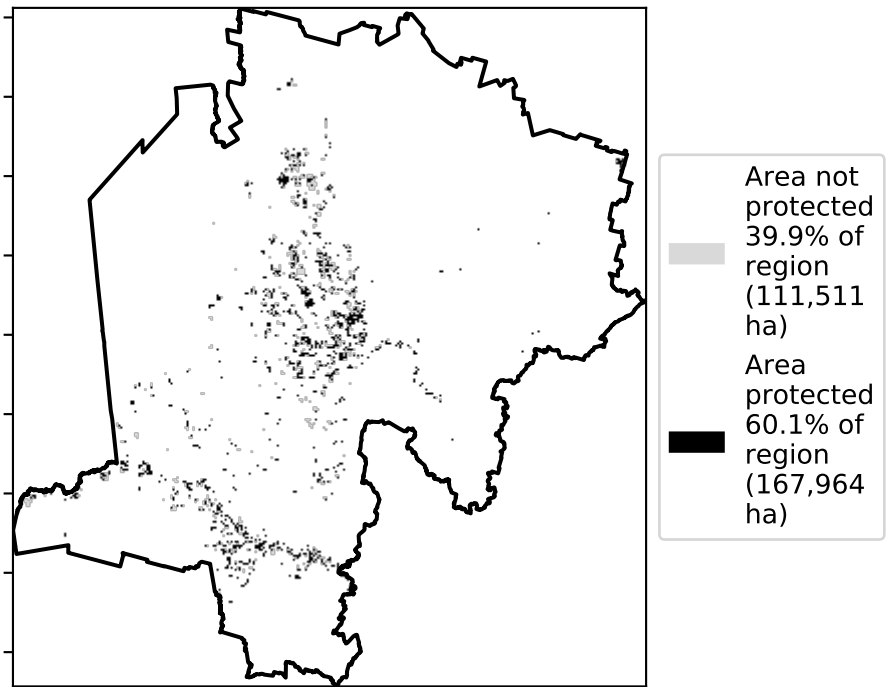 Area not
protected
39.9% of
region
(111,511
ha)
Area
protected
60.1% of
region
(167,964
ha)